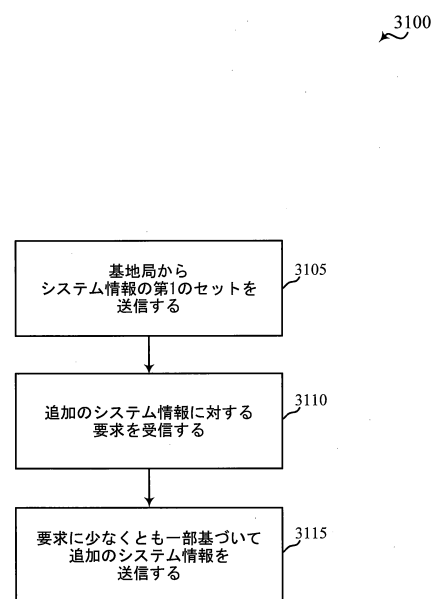 3100
基地局から
システム情報の第1のセットを
送信する
3105
追加のシステム情報に対する
要求を受信する
3110
要求に少なくとも一部基づいて
追加のシステム情報を
送信する
3115